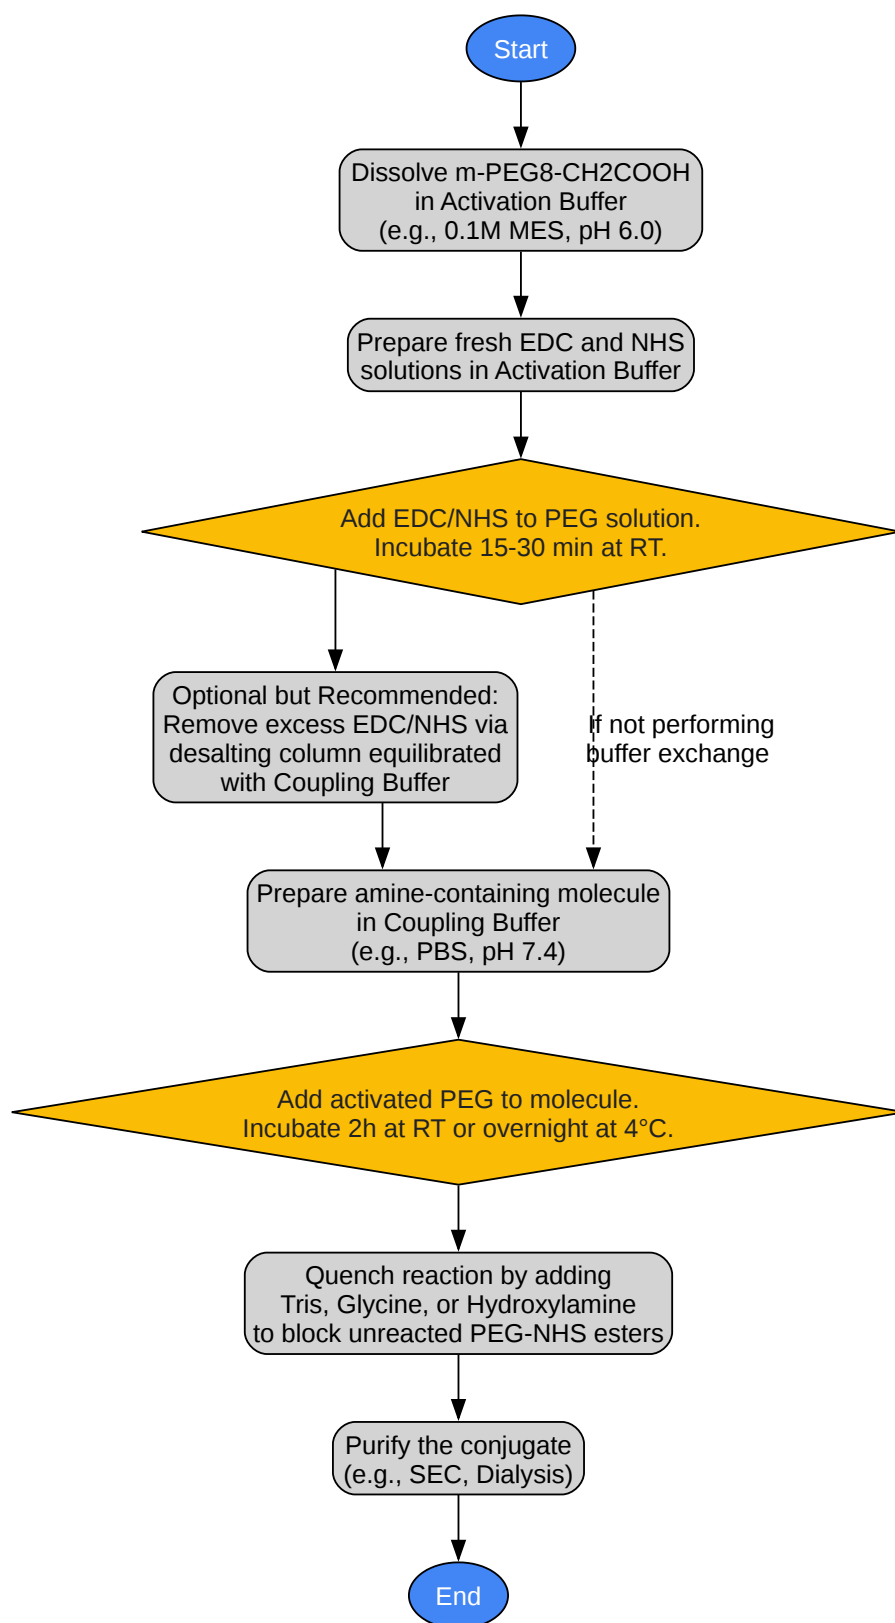 Start
Dissolve m-PEG8-CH2COOH
in Activation Buffer
(e.g., 0.1M MES, pH 6.0)
Prepare fresh EDC and NHS
solutions in Activation Buffer
Add EDC/NHS to PEG solution.
Incubate 15-30 min at RT.
Optional but Recommended:
Remove excess EDC/NHS via
desalting column equilibrated
with Coupling Buffer
If not performing
buffer exchange
Prepare amine-containing molecule
in Coupling Buffer
(e.g., PBS, pH 7.4)
Add activated PEG to molecule.
Incubate 2h at RT or overnight at 4°C.
Quench reaction by adding
Tris, Glycine, or Hydroxylamine
to block unreacted PEG-NHS esters
Purify the conjugate
(e.g., SEC, Dialysis)
End